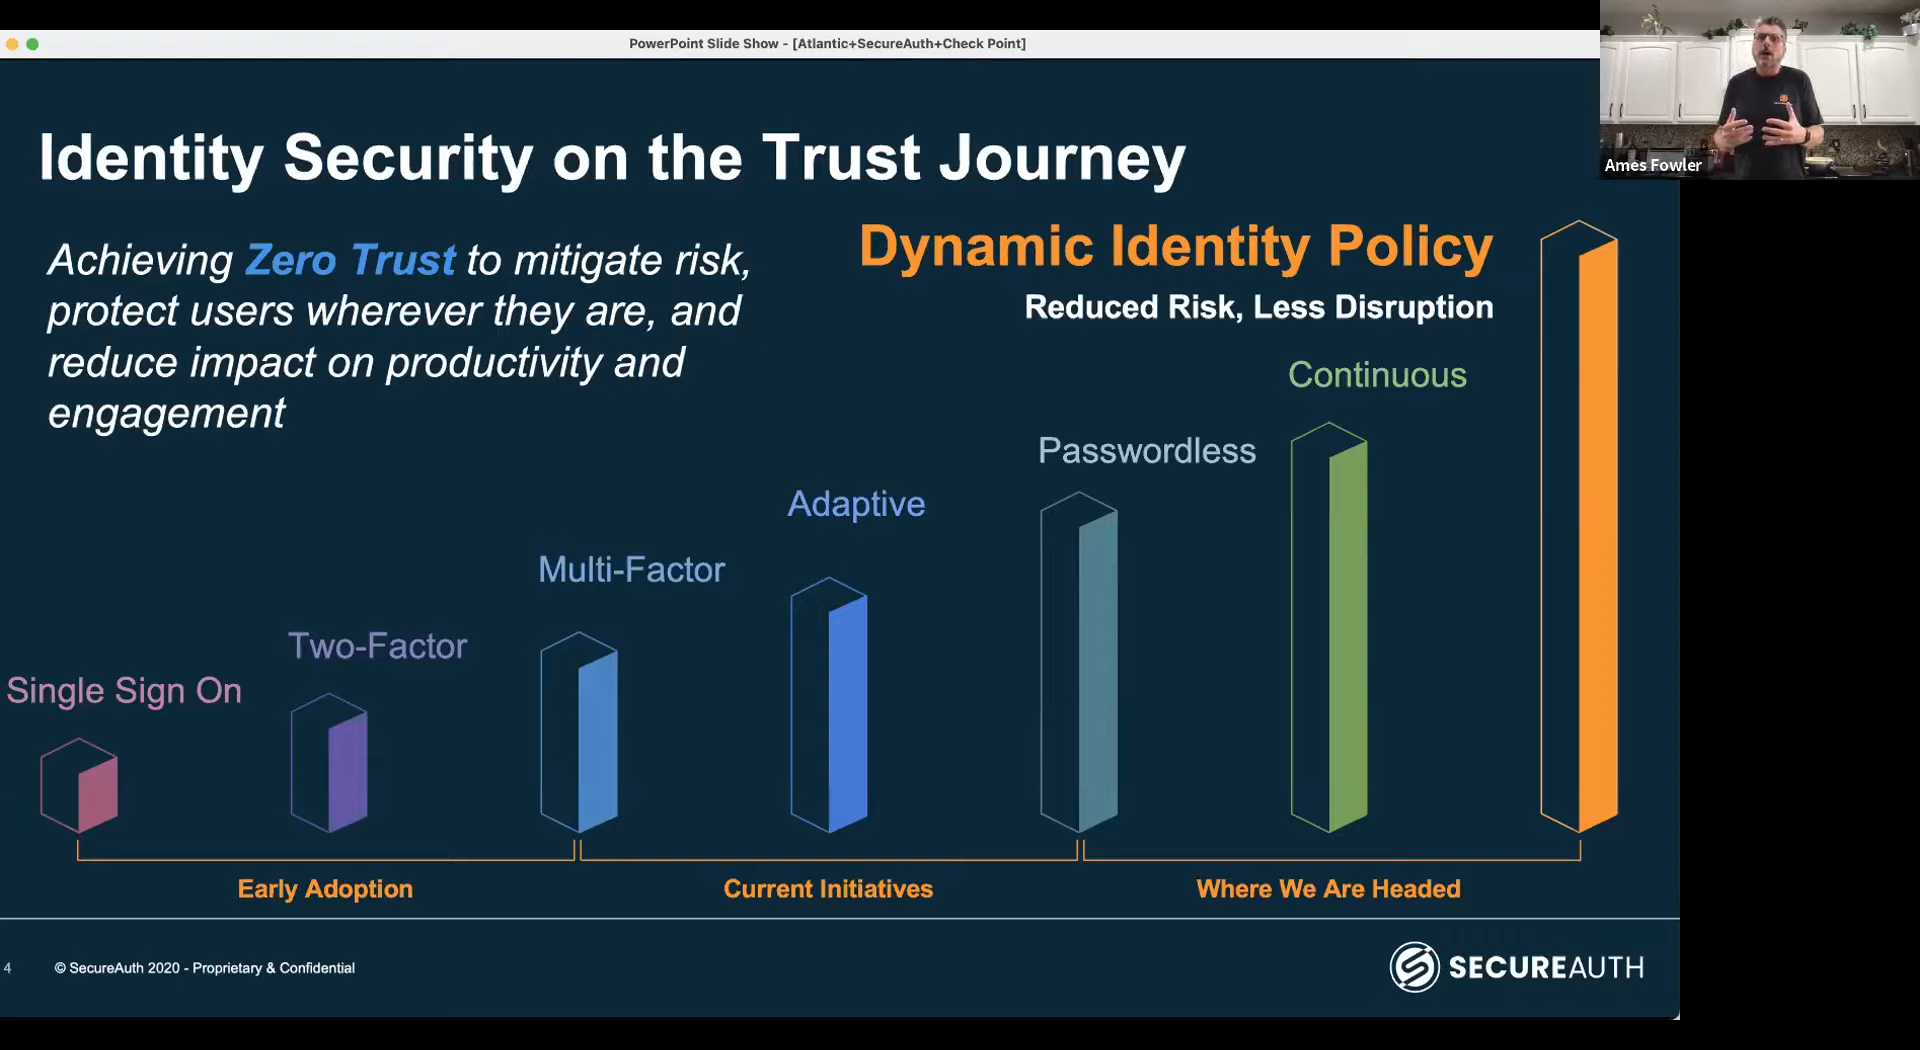 PowerPoint Slide Show - [Atlantic+SecureAuth+Check Point]
Ames Fowler
Identity Security on the Trust Journey
Achieving Zero Trust to mitigate risk,
protect users wherever they are, and
reduce impact on productivity and
engagement
Dynamic Identity Policy
Reduced Risk, Less Disruption
Continuous
Passwordless
Adaptive
Multi-Factor
Two-Factor
Single Sign On
Early Adoption
Current Initiatives
Where We Are Headed
4
© SecureAuth 2020 - Proprietary & Confidential
SECUREAUTH